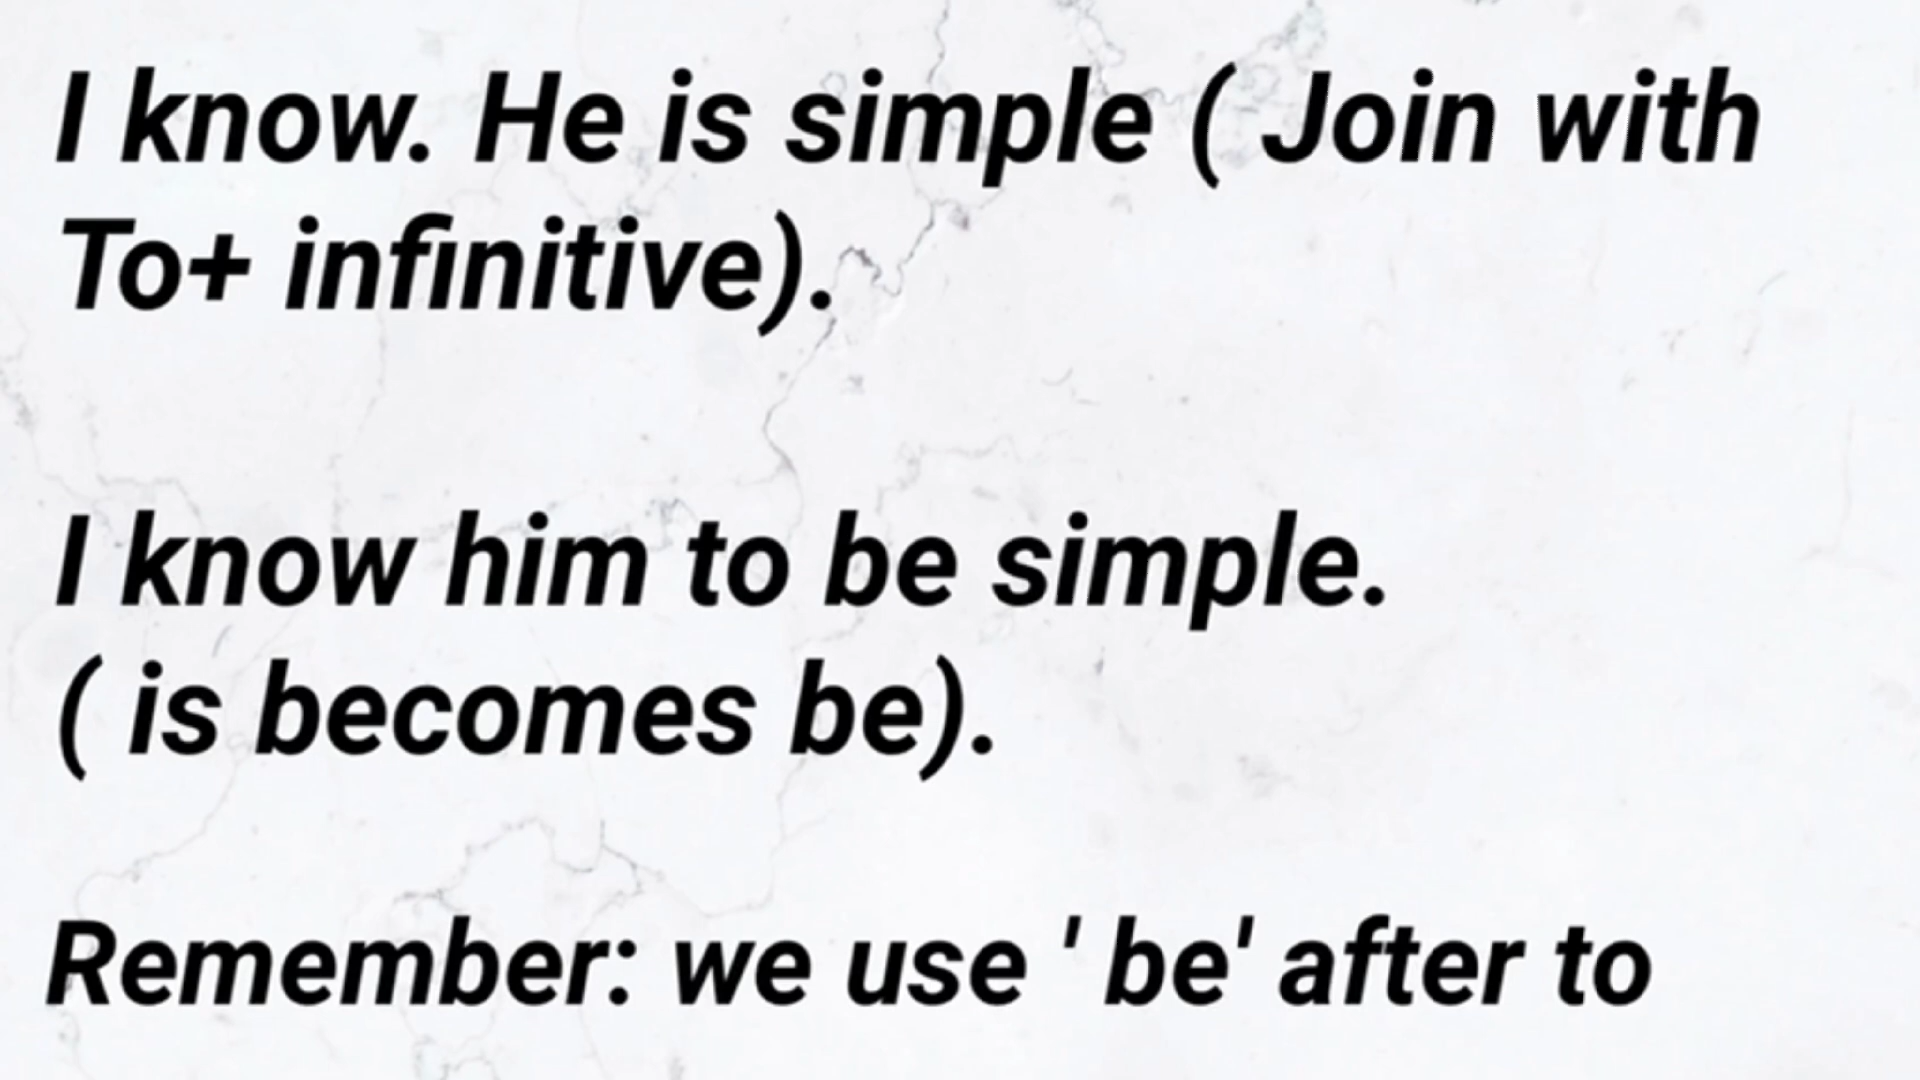 I know. He is simple ( Join with
To+ infinitive).
I know him to be simple.
( is becomes be).
Remember: we use ' be' after to